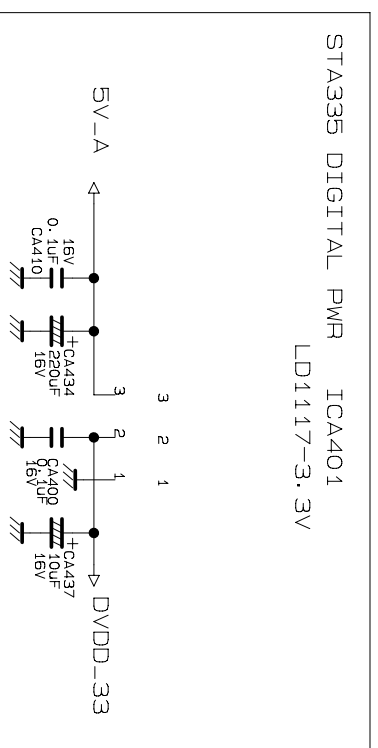 STA335 DIGITAL PWR
ICA401
LD1117-3.3V
5V_A
DVDD_33
3
2
1
3
2
1
16V
0.1uF
CA410
+CA434
220uF
16V
CA400
0.1uF
16V
+CA437
10uF
16V